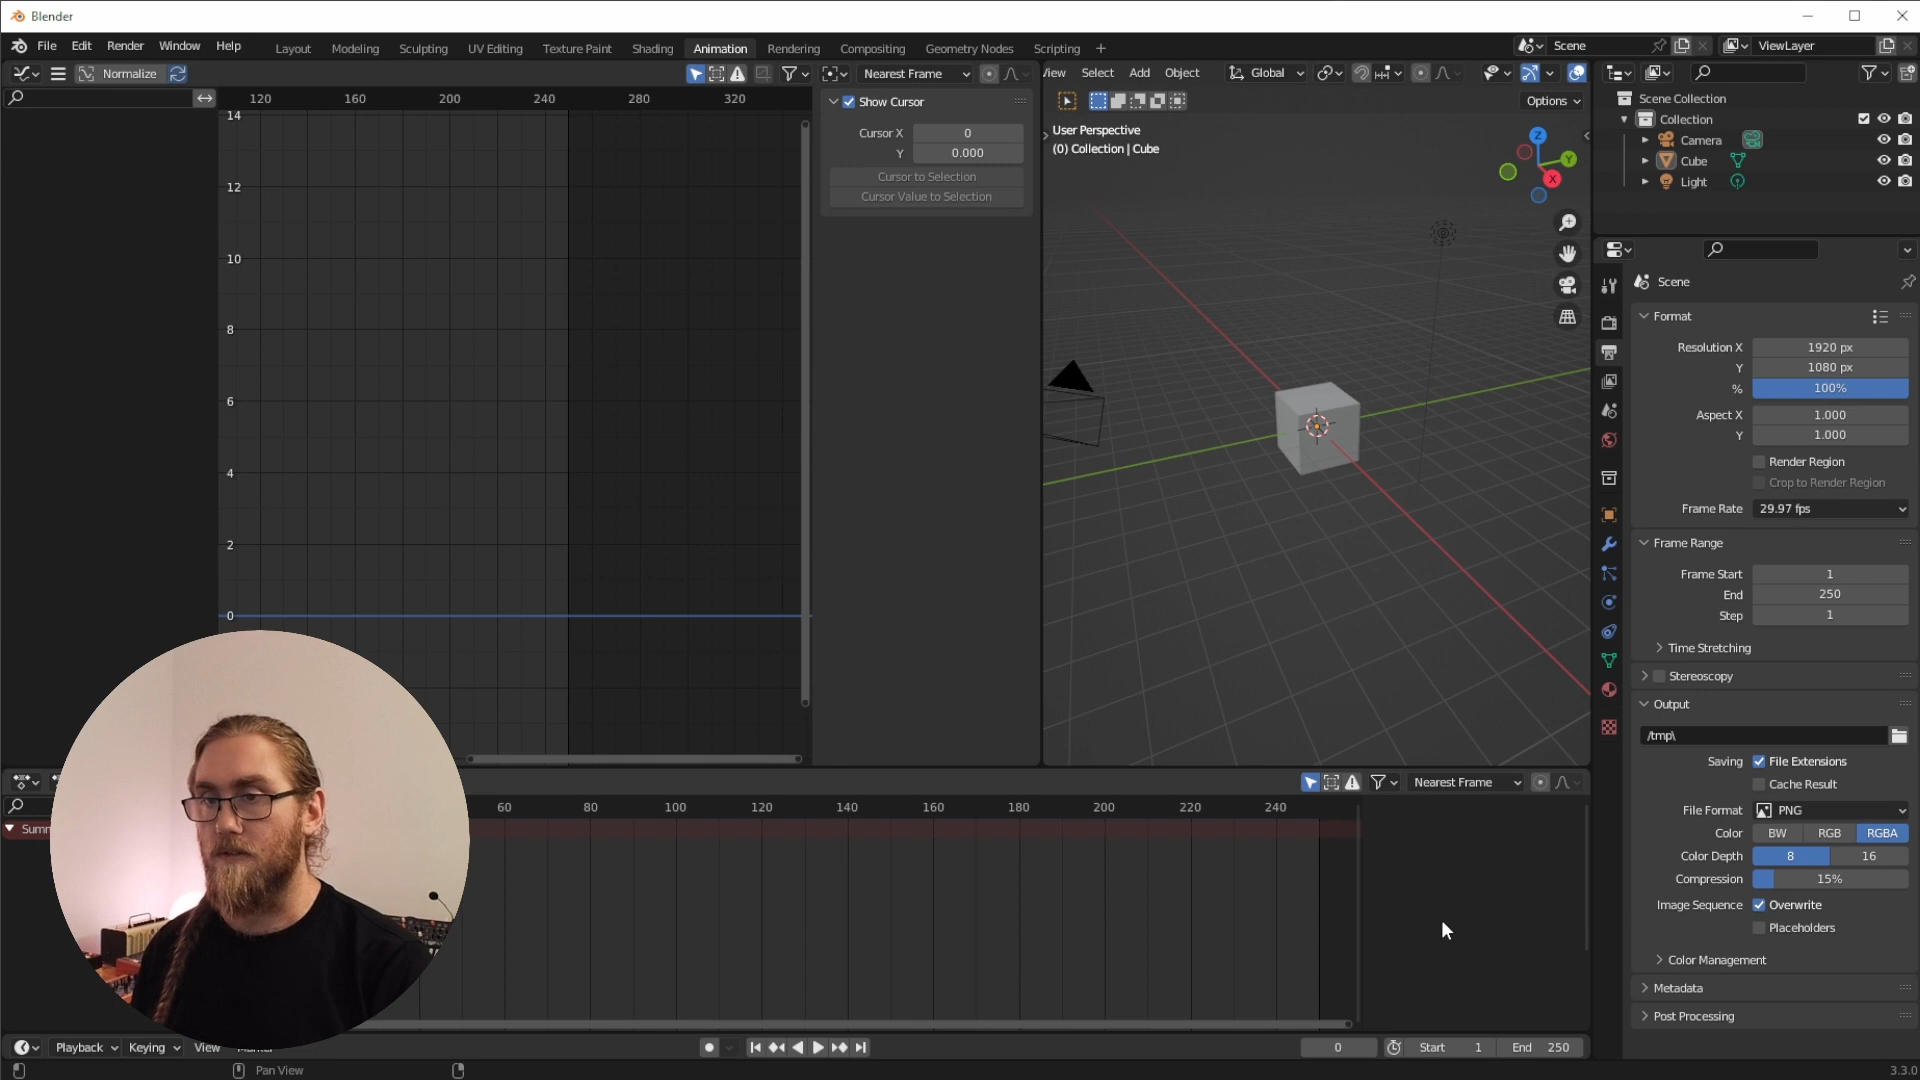 Blender
File Edit Render Window Help Layout Modeling Sculpting UV Editing Texture Paint Shading Animation Rendering Compositing Geometry Nodes Scripting +
Scene
ViewLayer
Normalize
Nearest Frame
120 160 200 240 280 320
14
12
10
8
6
4
2
0
Show Cursor
Cursor X 0
Y 0.000
Cursor to Selection
Cursor Value to Selection
View Select Add Object
Global
Options
User Perspective
(0) Collection | Cube
Z
Y
X
Scene Collection
Collection
Camera
Cube
Light
Scene
Format
Resolution X 1920 px
Y 1080 px
% 100%
Aspect X 1.000
Y 1.000
Render Region
Crop to Render Region
Frame Rate 29.97 fps
Frame Range
Frame Start 1
End 250
Step 1
Time Stretching
Stereoscopy
Output
/tmp\
Saving File Extensions
Cache Result
File Format PNG
Color BW RGB RGBA
Color Depth 8 16
Compression 15%
Image Sequence Overwrite
Placeholders
Color Management
Metadata
Post Processing
Nearest Frame
60 80 100 120 140 160 180 200 220 240
Summ
Playback Keying View
0
Start 1 End 250
Pan View
3.3.0